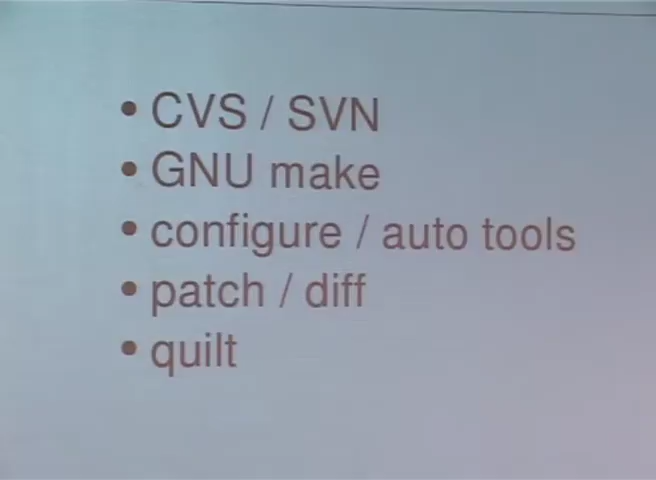 • CVS / SVN
• GNU make
• configure / auto tools
• patch / diff
• quilt